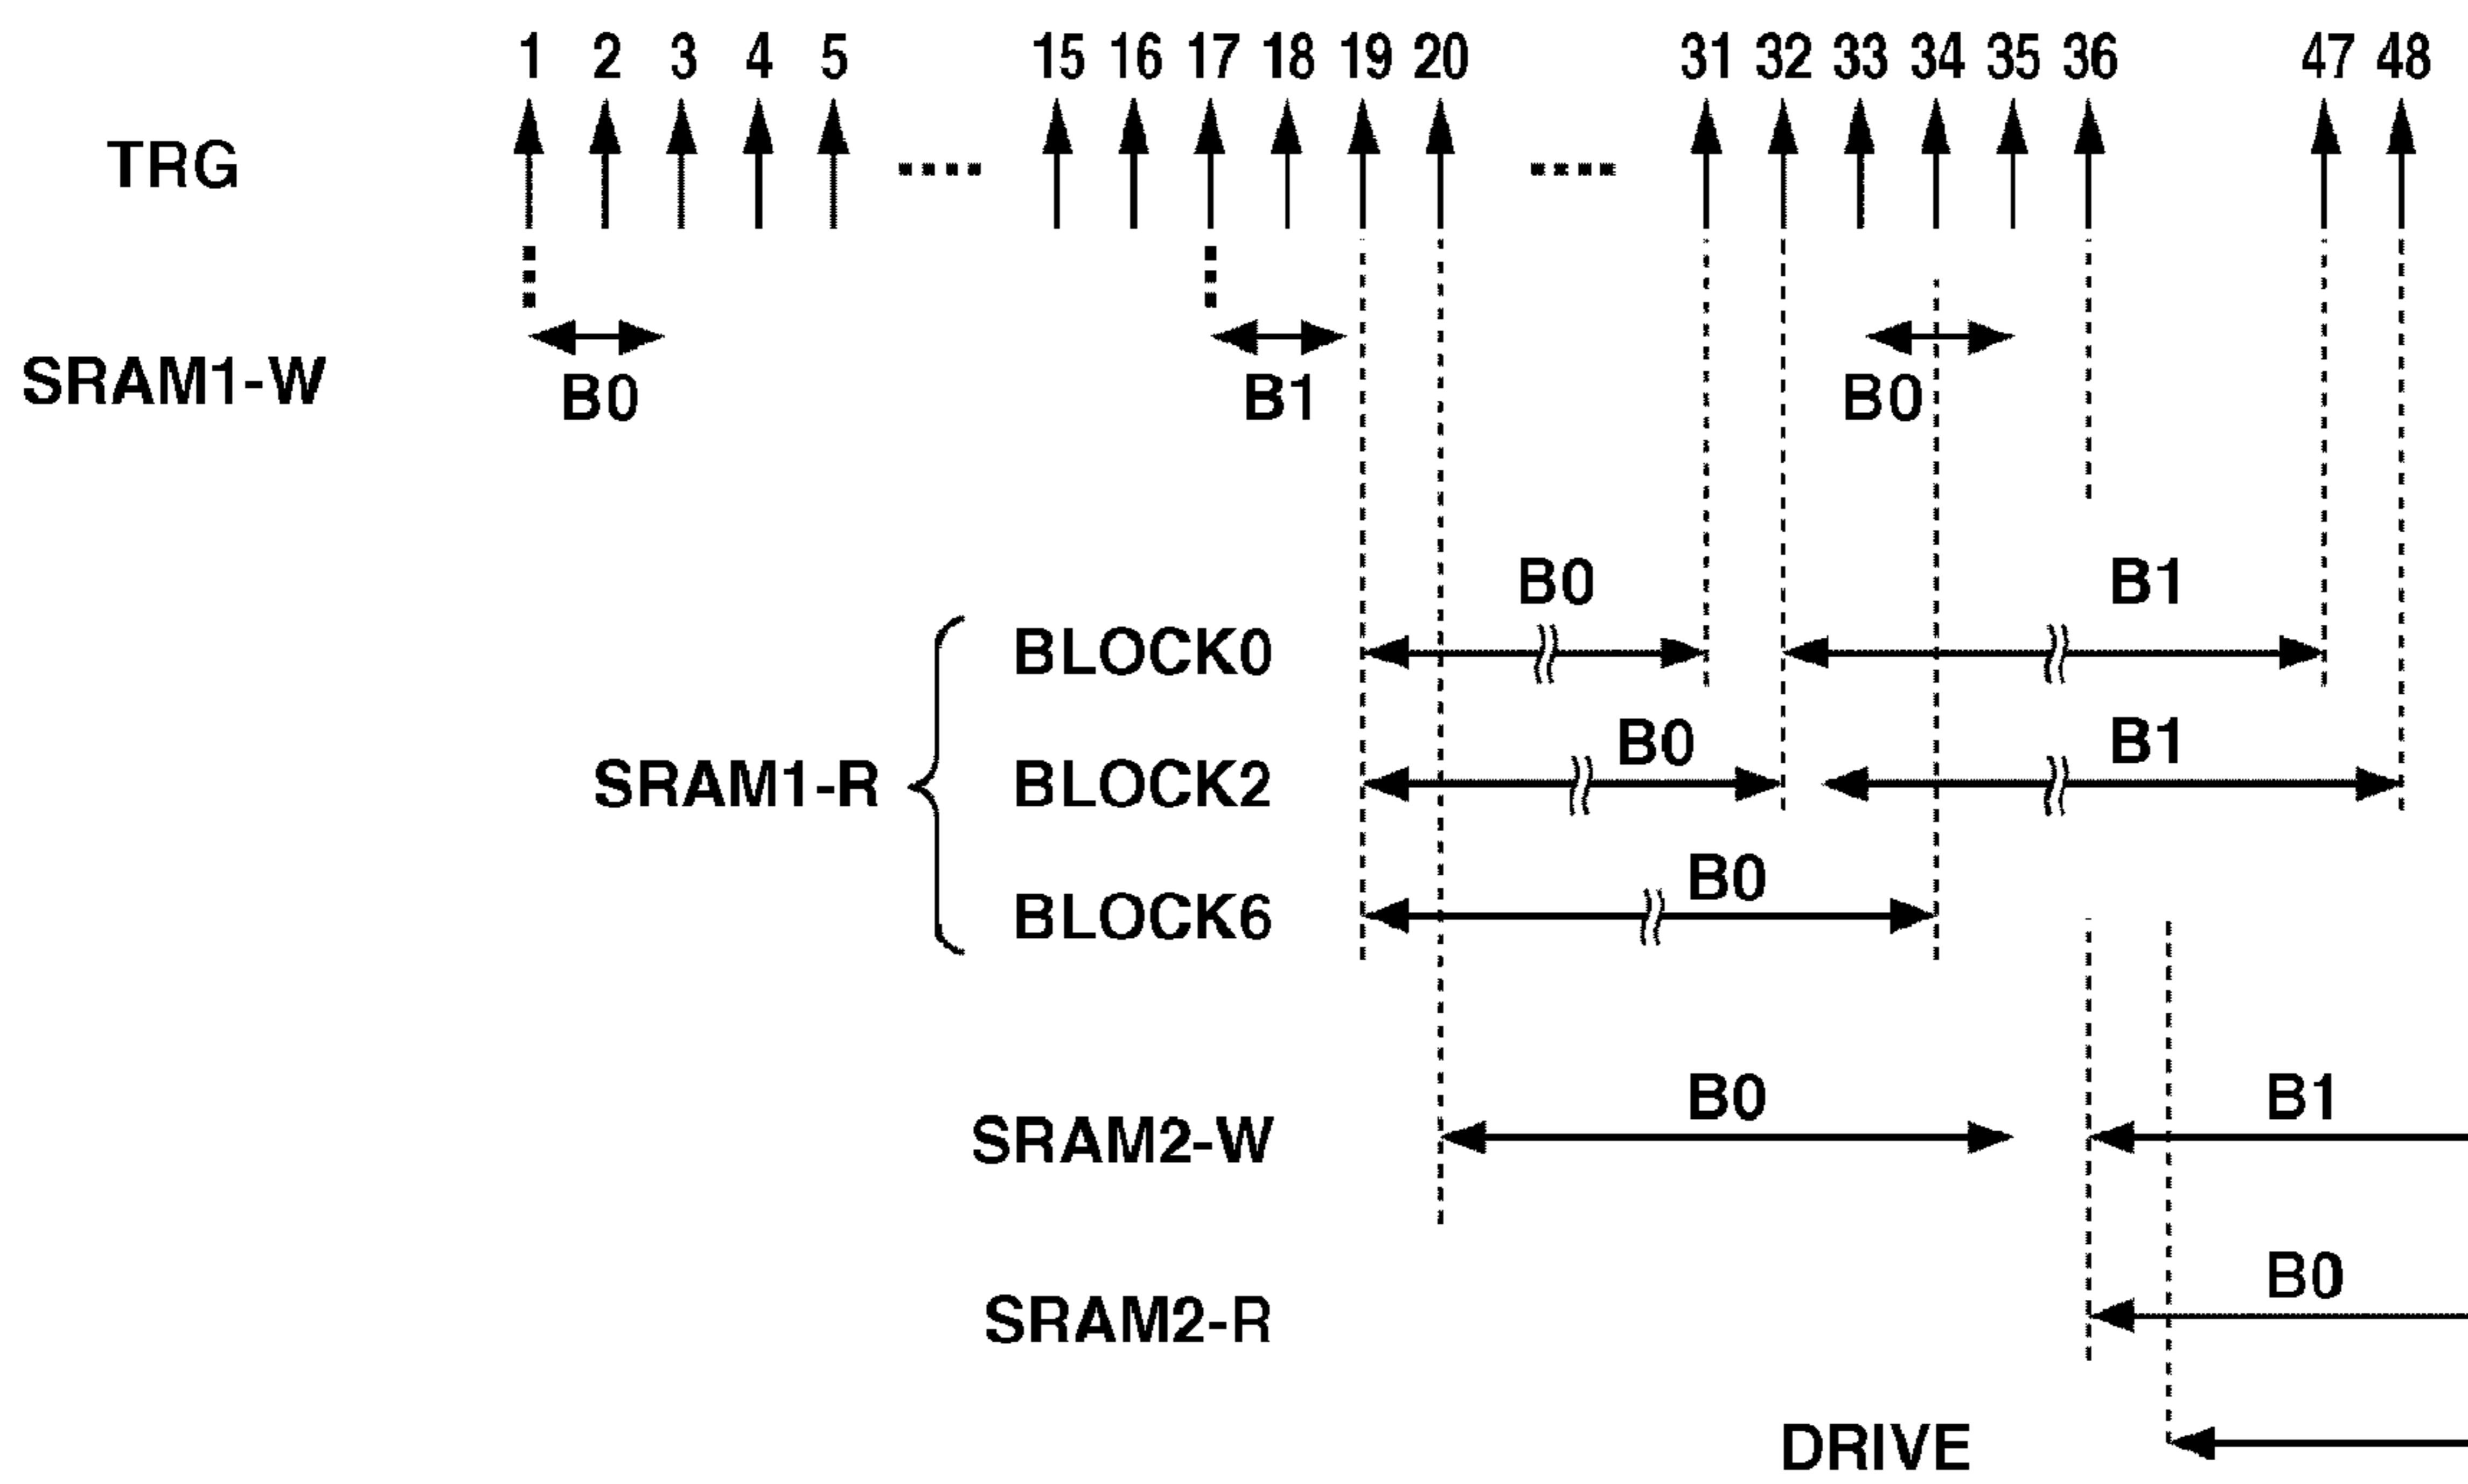 1 2 3 4 5 15 16 17 18 19 20 31 32 33 34 35 36 47 48
TRG
SRAM1-W
B0 B1 B0
B0 B1
BLOCK0
B0 B1
SRAM1-R BLOCK2
B0
BLOCK6
B0 B1
SRAM2-W
B0
SRAM2-R
DRIVE